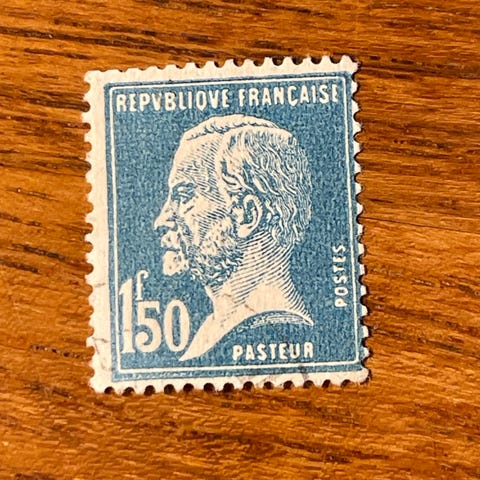 REPVBLIQVE FRANÇAISE
POSTES
1f50
PASTEUR